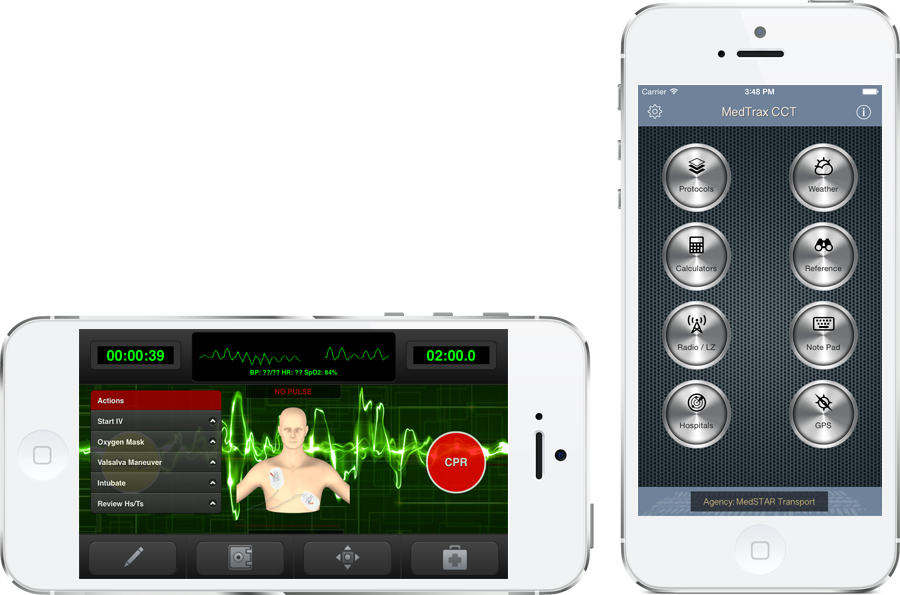 00:00:39
BP: ??/?? HR: ?? SpO2: 84%
02:00.0
NO PULSE
Actions
Start IV
Oxygen Mask
Valsalva Maneuver
Intubate
Review Hs/Ts
CPR
Carrier
3:48 PM
MedTrax CCT
Protocols
Weather
Calculators
Reference
Radio / LZ
Note Pad
Hospitals
GPS
Agency: MedSTAR Transport